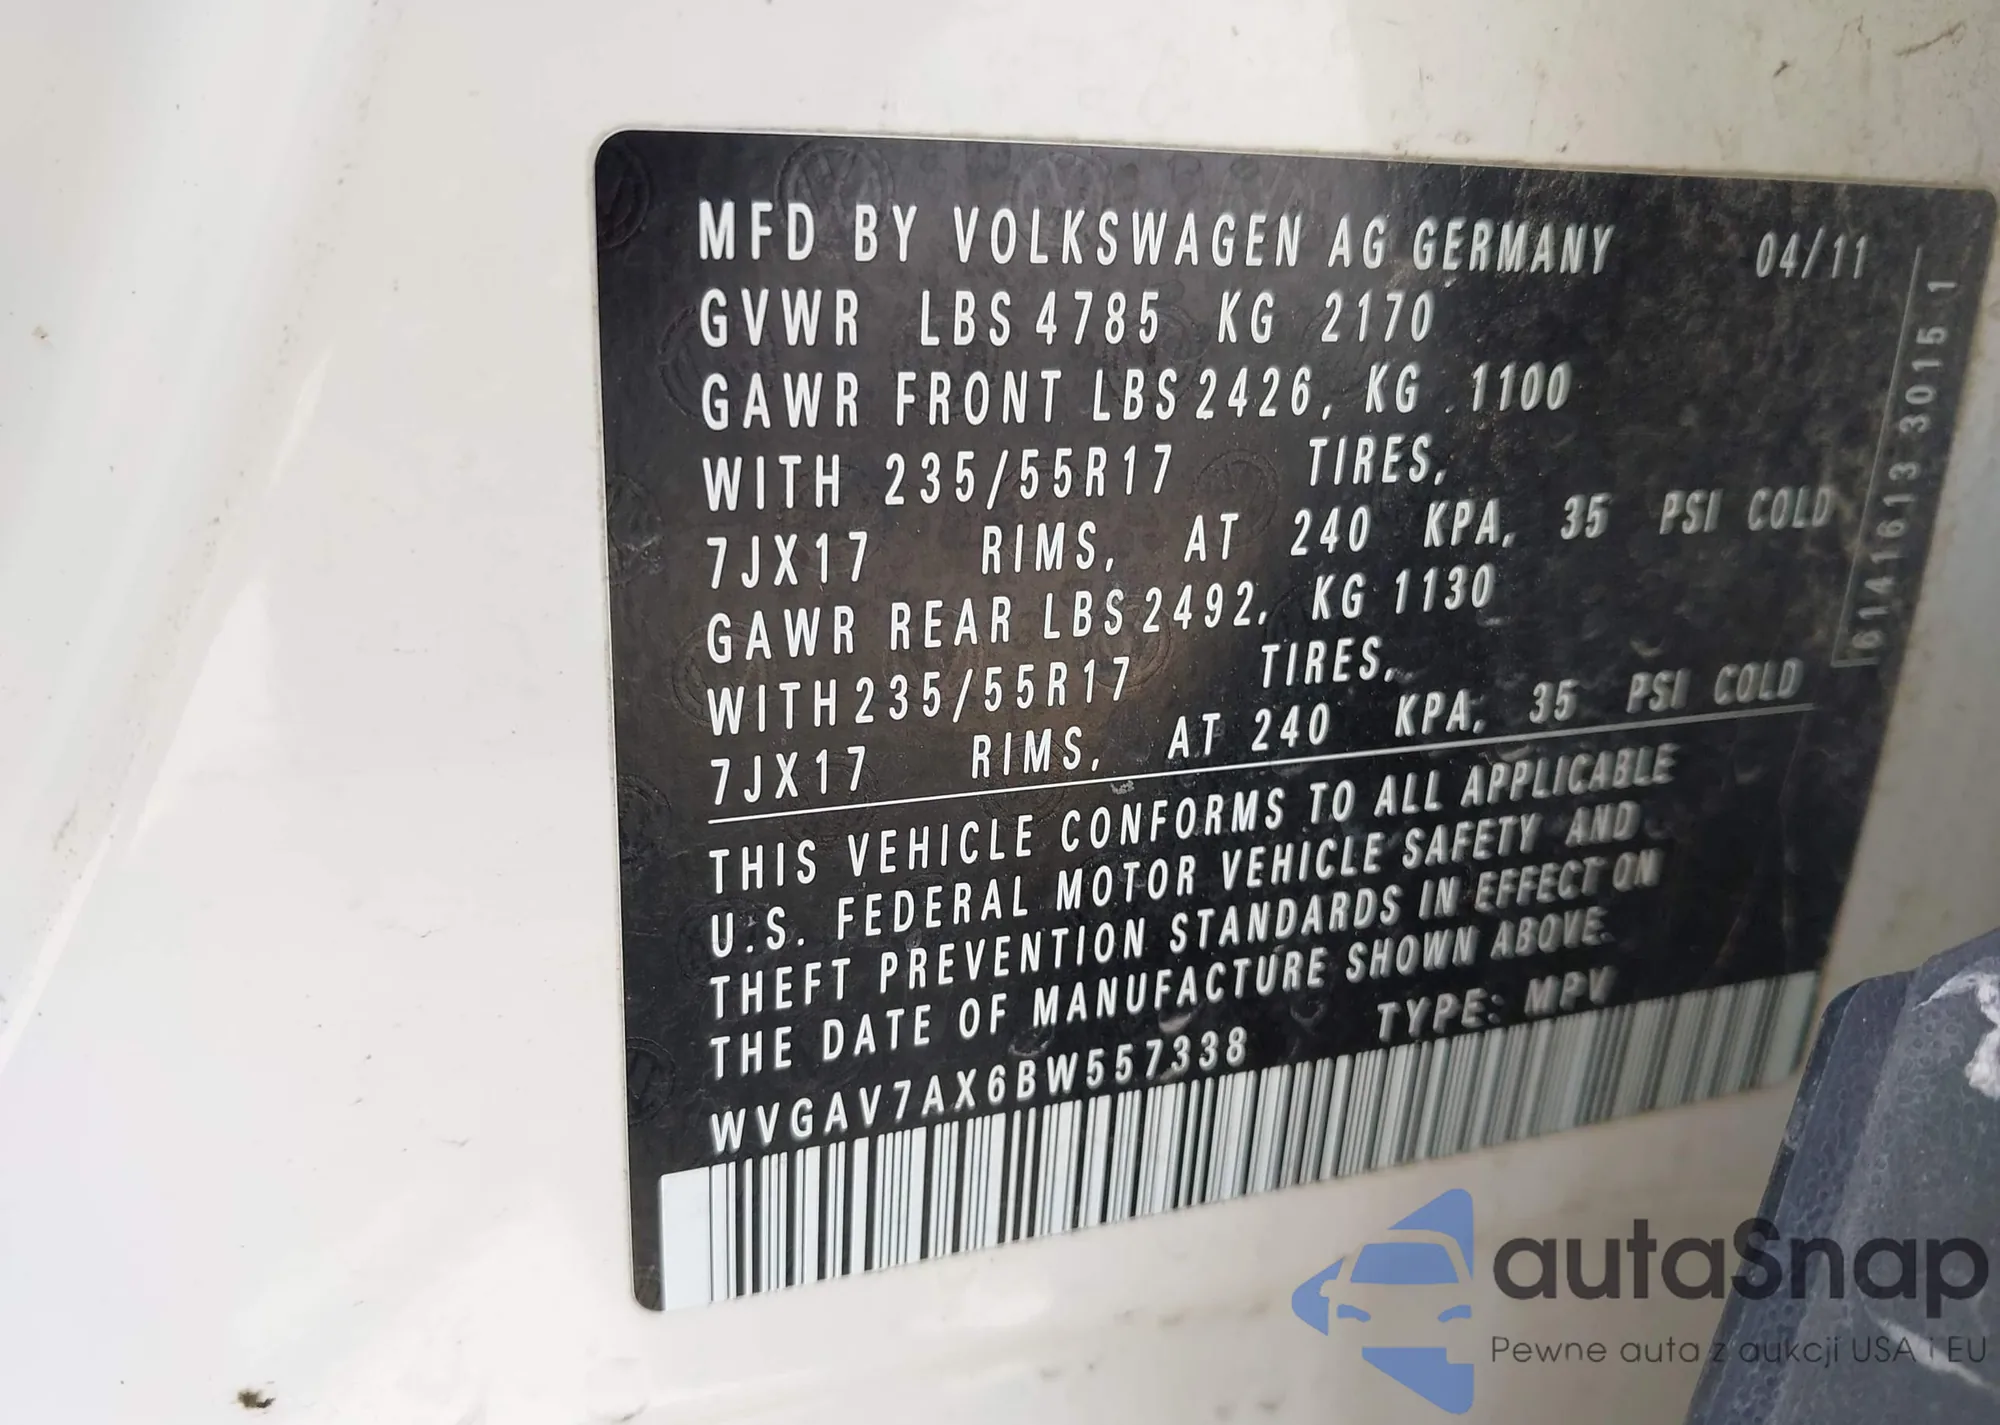 MFD BY VOLKSWAGEN AG GERMANY 04/11
GVWR LBS 4785 KG 2170
GAWR FRONT LBS 2426, KG 1100
WITH 235/55R17 TIRES,
7JX17 RIMS, AT 240 KPA, 35 PSI COLD
GAWR REAR LBS 2492, KG 1130
WITH 235/55R17 TIRES,
7JX17 RIMS, AT 240 KPA, 35 PSI COLD
THIS VEHICLE CONFORMS TO ALL APPLICABLE
U.S. FEDERAL MOTOR VEHICLE SAFETY AND
THEFT PREVENTION STANDARDS IN EFFECT ON
THE DATE OF MANUFACTURE SHOWN ABOVE.
WVGAV7AX6BW557338 TYPE: MPV
6141613 3015 1
autaSnap
Pewne auta z aukcji USA i EU